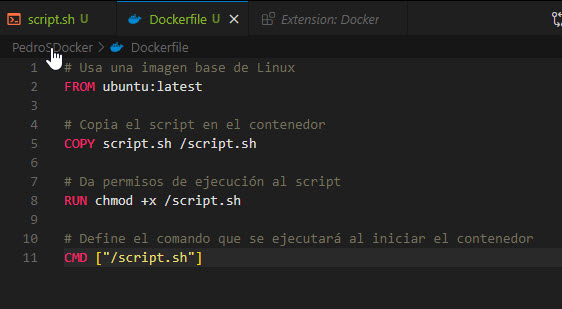 script.sh U
Dockerfile U
Extension: Docker
PedroSDocker > Dockerfile
1 # Usa una imagen base de Linux
2 FROM ubuntu:latest
3
4 # Copia el script en el contenedor
5 COPY script.sh /script.sh
6
7 # Da permisos de ejecución al script
8 RUN chmod +x /script.sh
9
10 # Define el comando que se ejecutará al iniciar el contenedor
11 CMD ["/script.sh"]